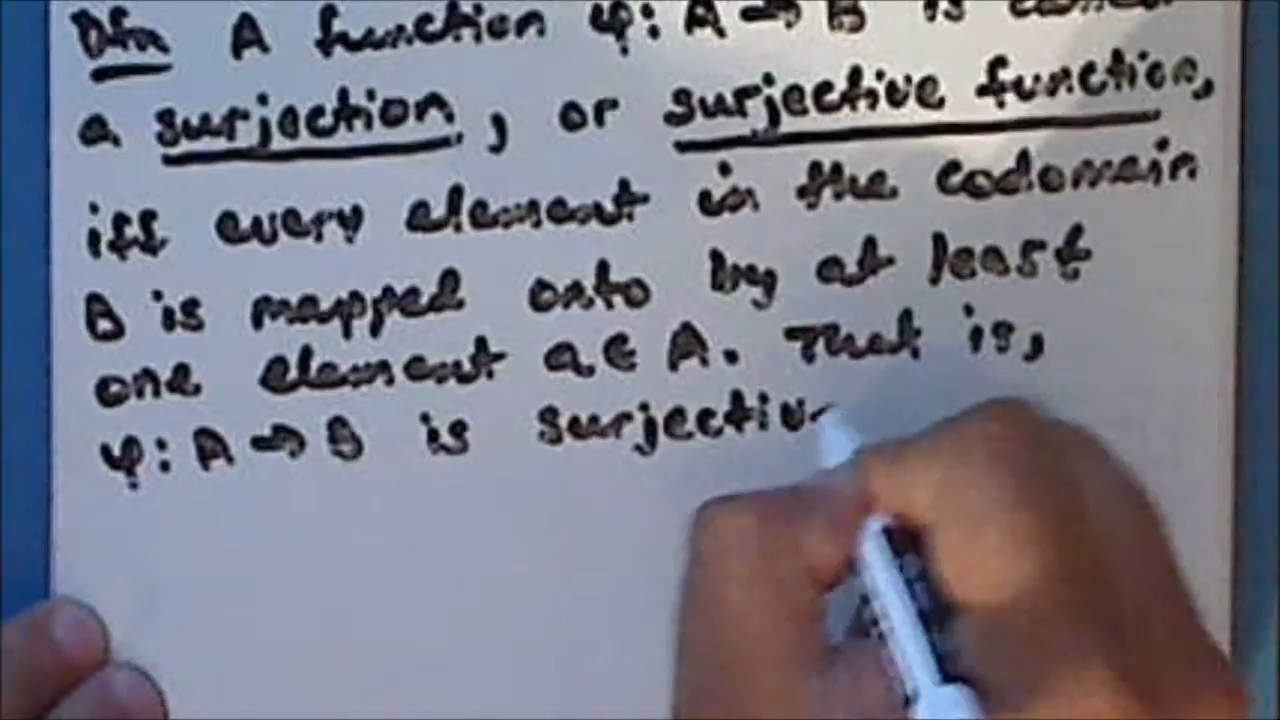 Dfn A function φ: A → B is called
a surjection, or surjective function,
iff every element in the codomain
B is mapped onto by at least
one element a ∈ A. That is,
φ: A → B is surjective